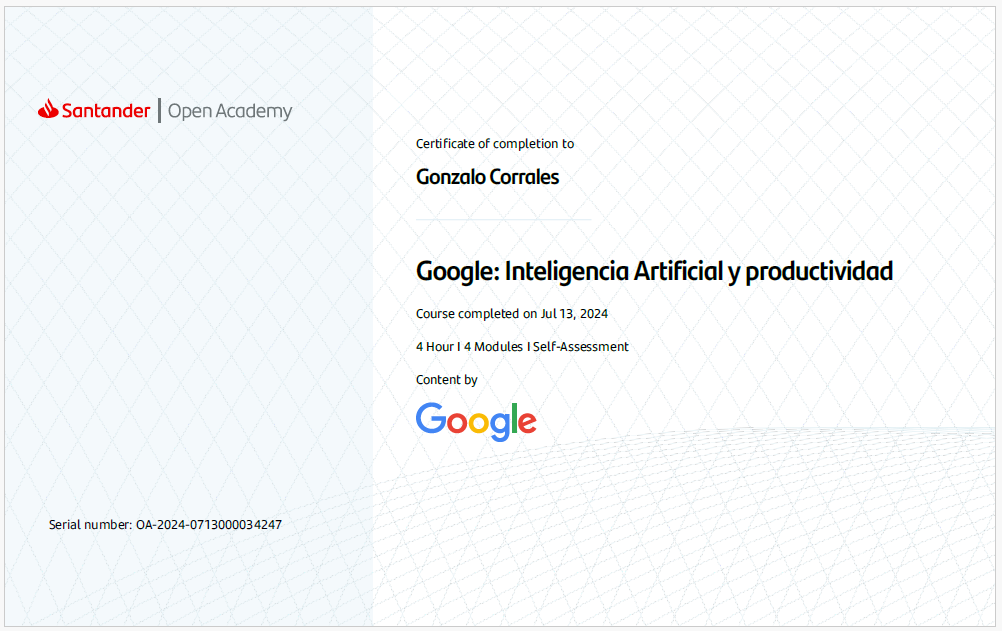 Santander | Open Academy
Certificate of completion to
Gonzalo Corrales
Google: Inteligencia Artificial y productividad
Course completed on Jul 13, 2024
4 Hour I 4 Modules I Self-Assessment
Content by
Google
Serial number: OA-2024-0713000034247